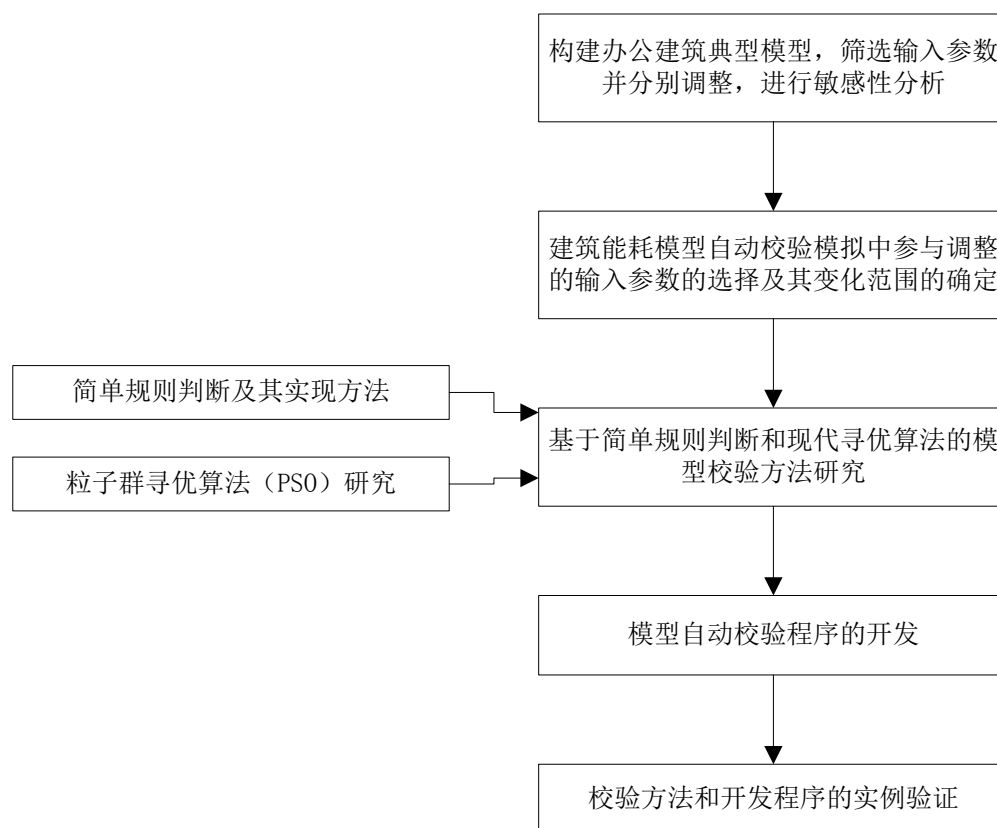 构建办公建筑典型模型，筛选输入参数
并分别调整，进行敏感性分析
建筑能耗模型自动校验模拟中参与调整
的输入参数的选择及其变化范围的确定
简单规则判断及其实现方法
粒子群寻优算法（PSO）研究
基于简单规则判断和现代寻优算法的模
型校验方法研究
模型自动校验程序的开发
校验方法和开发程序的实例验证